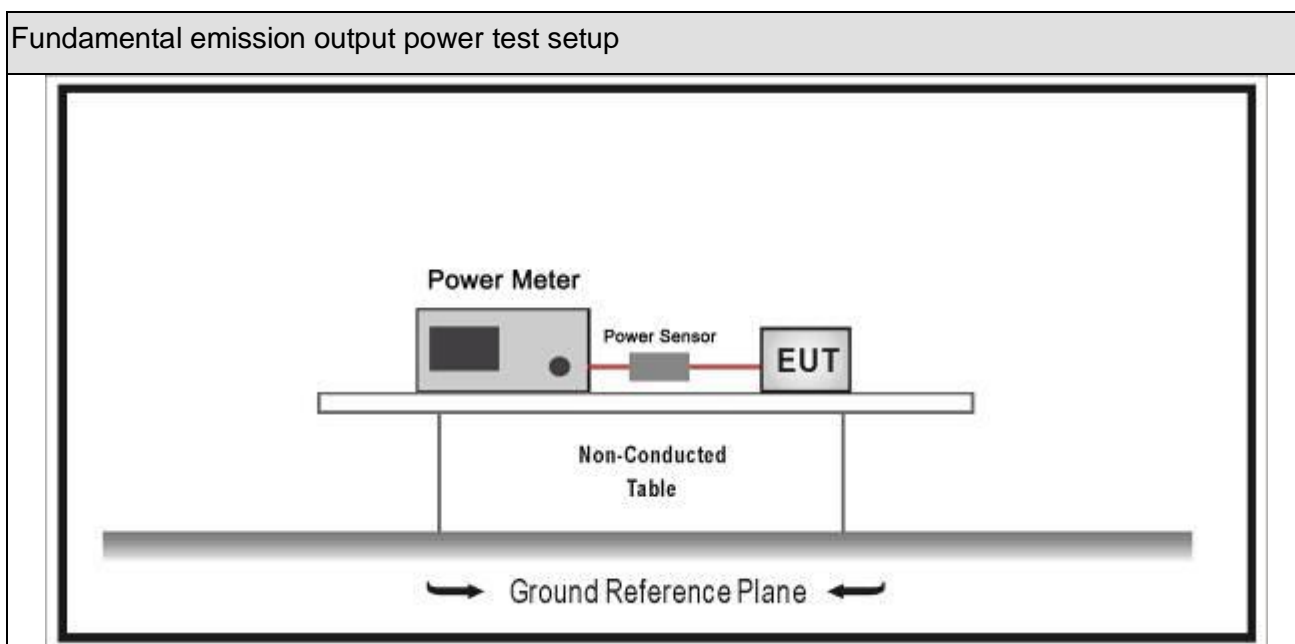 Fundamental emission output power test setup
Power Meter
Power Sensor
EUT
Non-Conducted
Table
Ground Reference Plane